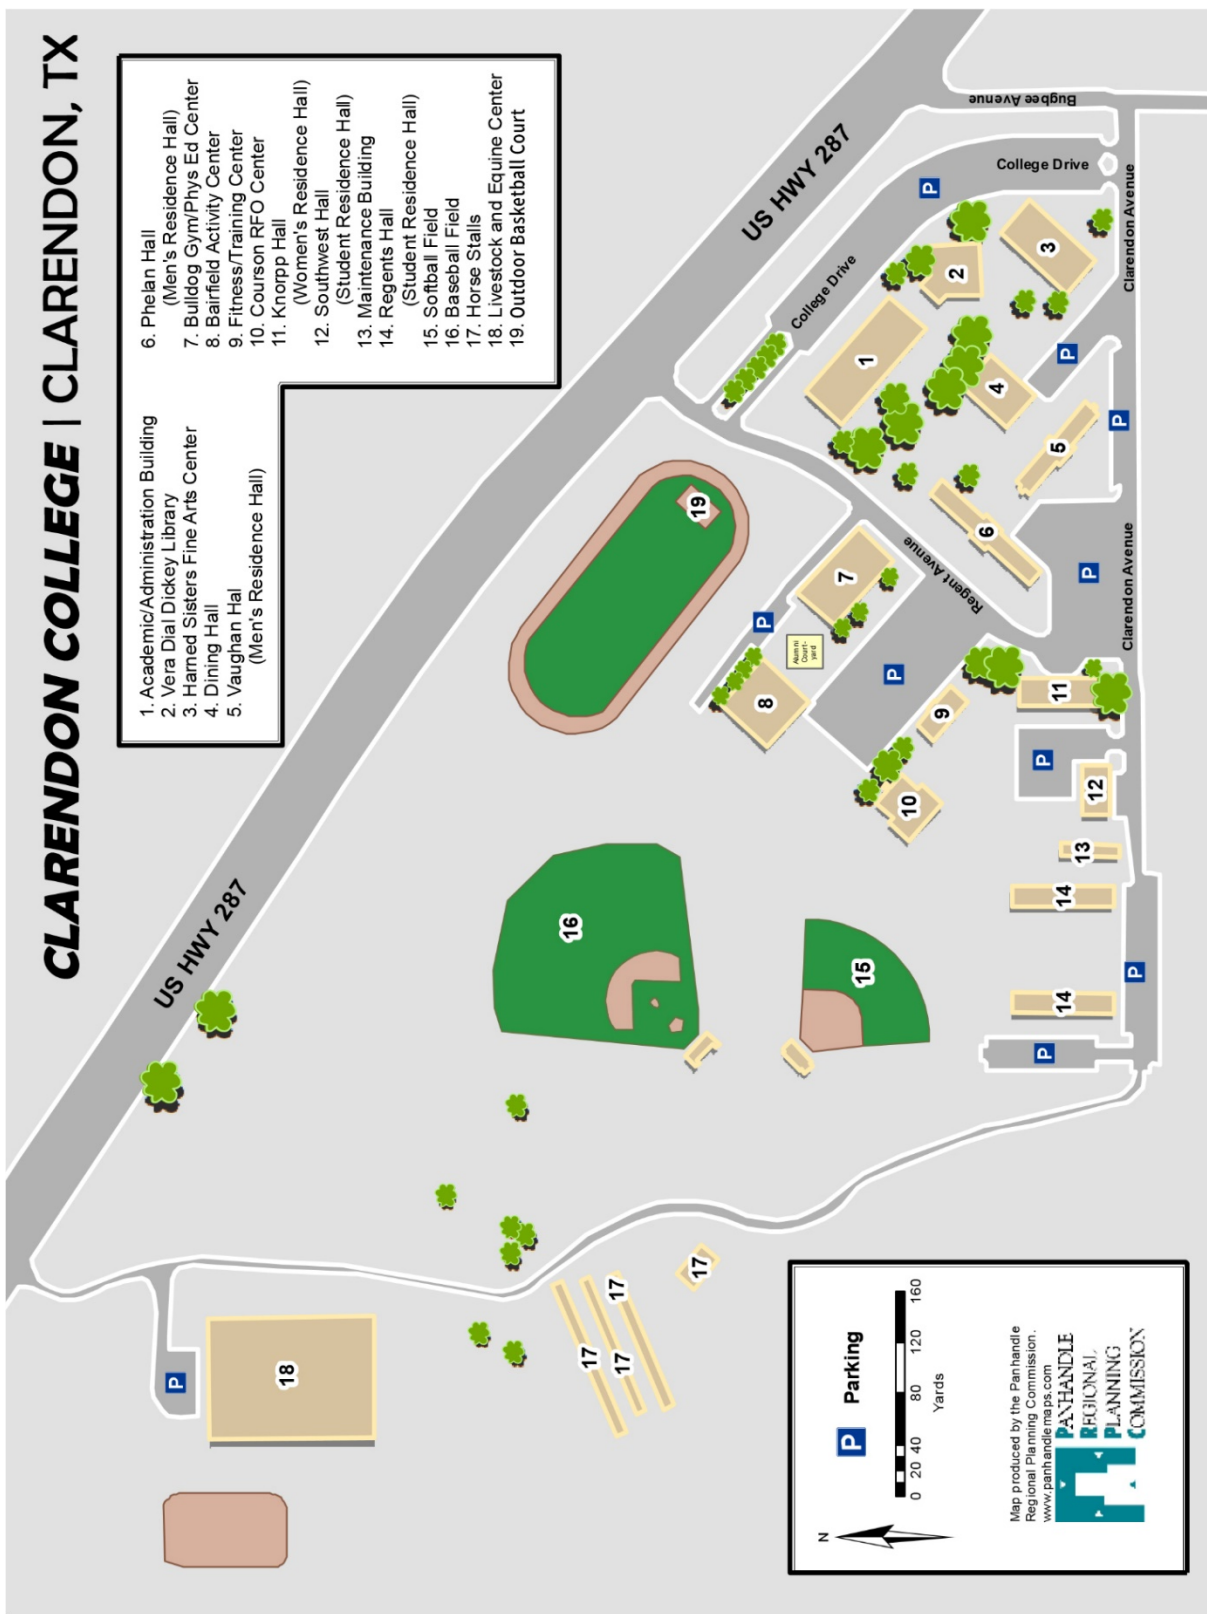 CLARENDON COLLEGE | CLARENDON, TX
1. Academic/Administration Building
2. Vera Dial Dickey Library
3. Harned Sisters Fine Arts Center
4. Dining Hall
5. Vaughan Hal
(Men's Residence Hall)
6. Phelan Hall
(Men's Residence Hall)
7. Bulldog Gym/Phys Ed Center
8. Bairfield Activity Center
9. Fitness/Training Center
10. Courson RFO Center
11. Knorpp Hall
(Women's Residence Hall)
12. Southwest Hall
(Student Residence Hall)
13. Maintenance Building
14. Regents Hall
(Student Residence Hall)
15. Softball Field
16. Baseball Field
17. Horse Stalls
18. Livestock and Equine Center
19. Outdoor Basketball Court
US HWY 287
US HWY 287
P
18
17
17
17
17
16
15
19
8
Alumni
Court-
yard
P
7
P
9
10
Regent Avenue
College Drive
College Drive
P
Bugbee Avenue
1
2
3
4
5
6
P
P
P
Clarendon Avenue
Clarendon Avenue
11
P
12
13
14
14
P
P
N
P Parking
0 20 40 80 120 160
Yards
Map produced by the Panhandle
Regional Planning Commission.
www.panhandlemaps.com
PANHANDLE
REGIONAL
PLANNING
COMMISSION